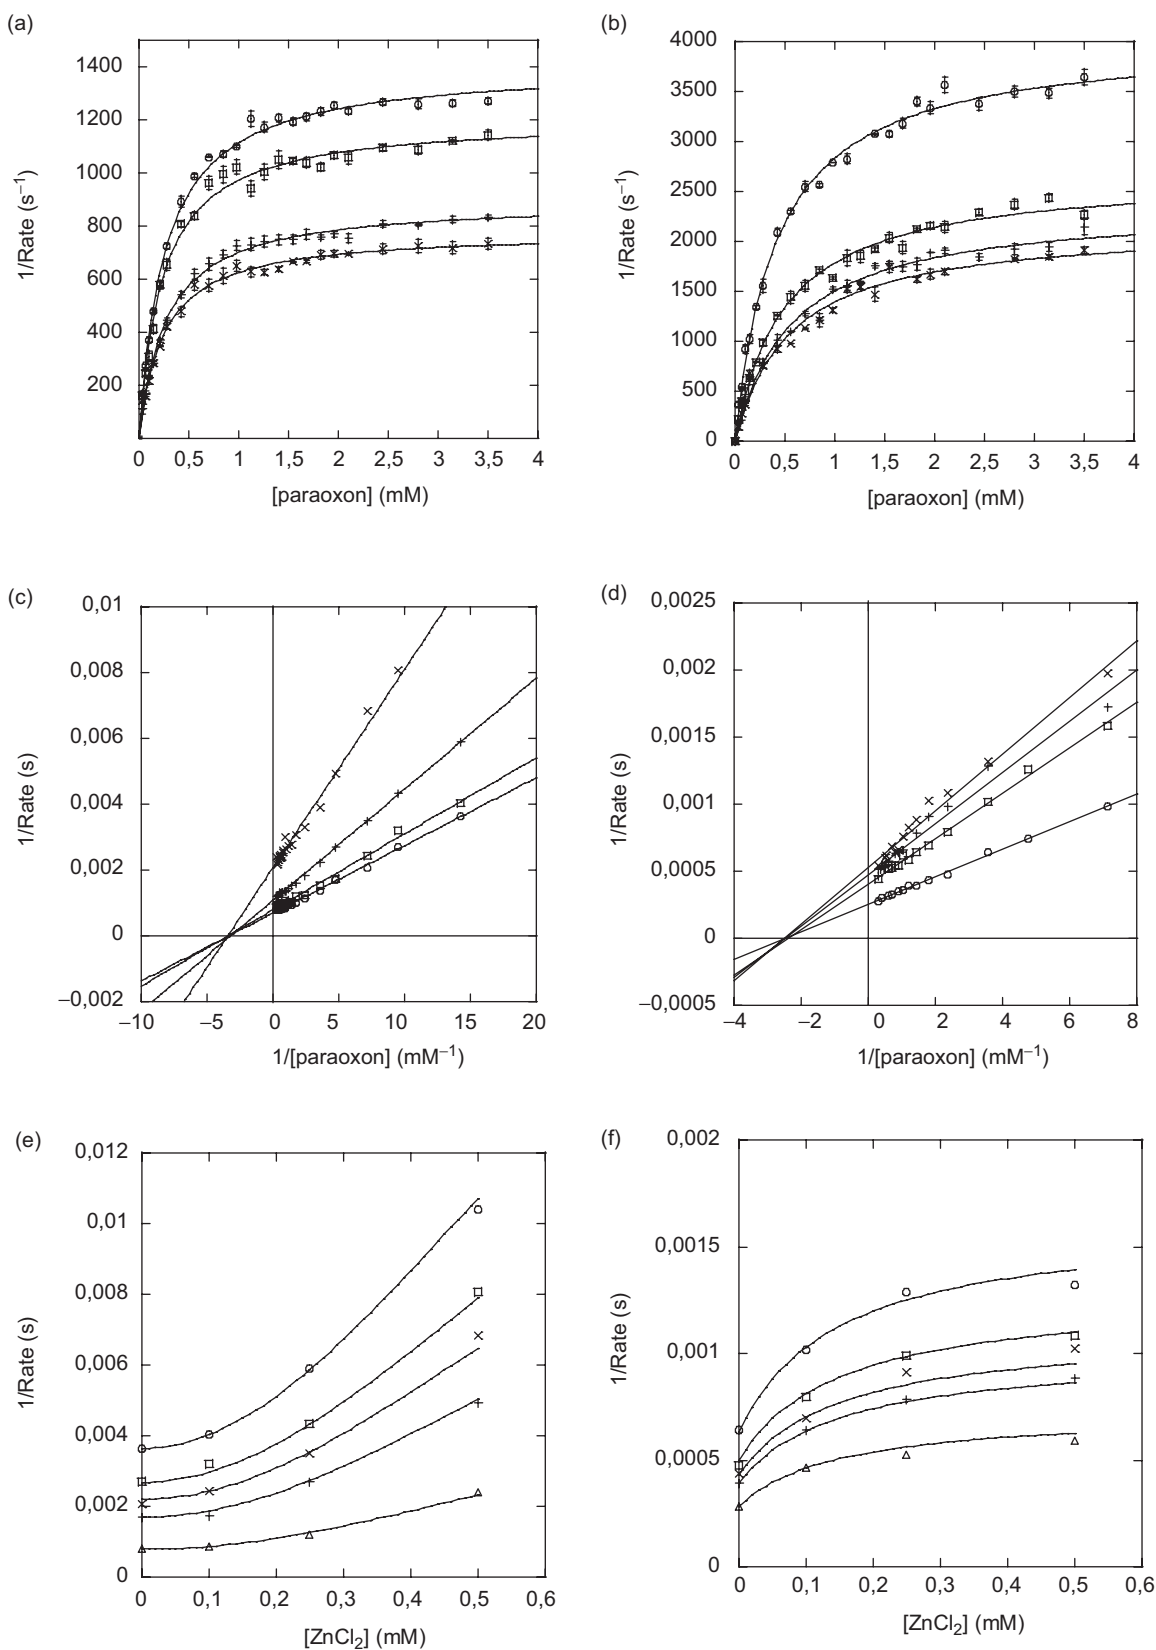 (a)
1/Rate (s⁻¹)
1400
1200
1000
800
600
400
200
0 0,5 1 1,5 2 2,5 3 3,5 4
[paraoxon] (mM)
(b)
1/Rate (s⁻¹)
4000
3500
3000
2500
2000
1500
1000
500
0
0 0,5 1 1,5 2 2,5 3 3,5 4
[paraoxon] (mM)
(c)
1/Rate (s)
0,01
0,008
0,006
0,004
0,002
0
−0,002
−10 −5 0 5 10 15 20
1/[paraoxon] (mM⁻¹)
(d)
1/Rate (s)
0,0025
0,002
0,0015
0,001
0,0005
0
−0,0005
−4 −2 0 2 4 6 8
1/[paraoxon] (mM⁻¹)
(e)
1/Rate (s)
0,012
0,01
0,008
0,006
0,004
0,002
0
0 0,1 0,2 0,3 0,4 0,5 0,6
[ZnCl₂] (mM)
(f)
1/Rate (s)
0,002
0,0015
0,001
0,0005
0
0 0,1 0,2 0,3 0,4 0,5 0,6
[ZnCl₂] (mM)